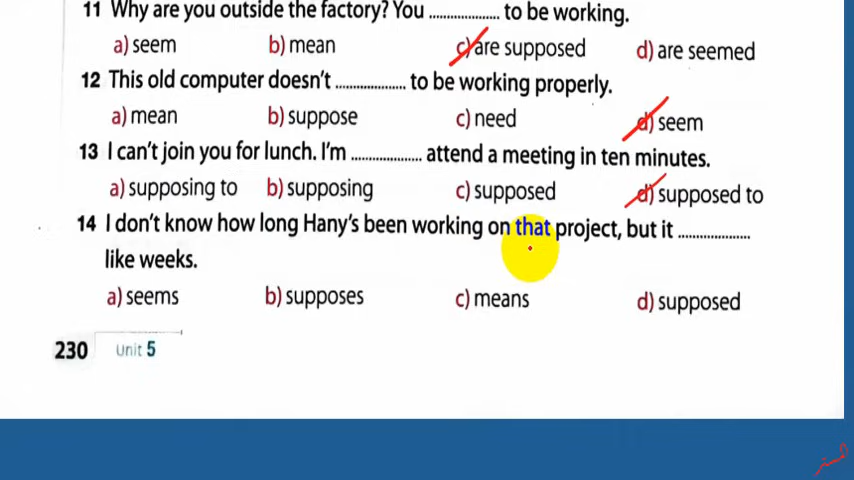 11 Why are you outside the factory? You .................... to be working.
a) seem b) mean c) are supposed d) are seemed
12 This old computer doesn't .................... to be working properly.
a) mean b) suppose c) need d) seem
13 I can't join you for lunch. I'm .................... attend a meeting in ten minutes.
a) supposing to b) supposing c) supposed d) supposed to
14 I don't know how long Hany's been working on that project, but it ....................
like weeks.
a) seems b) supposes c) means d) supposed
230 Unit 5